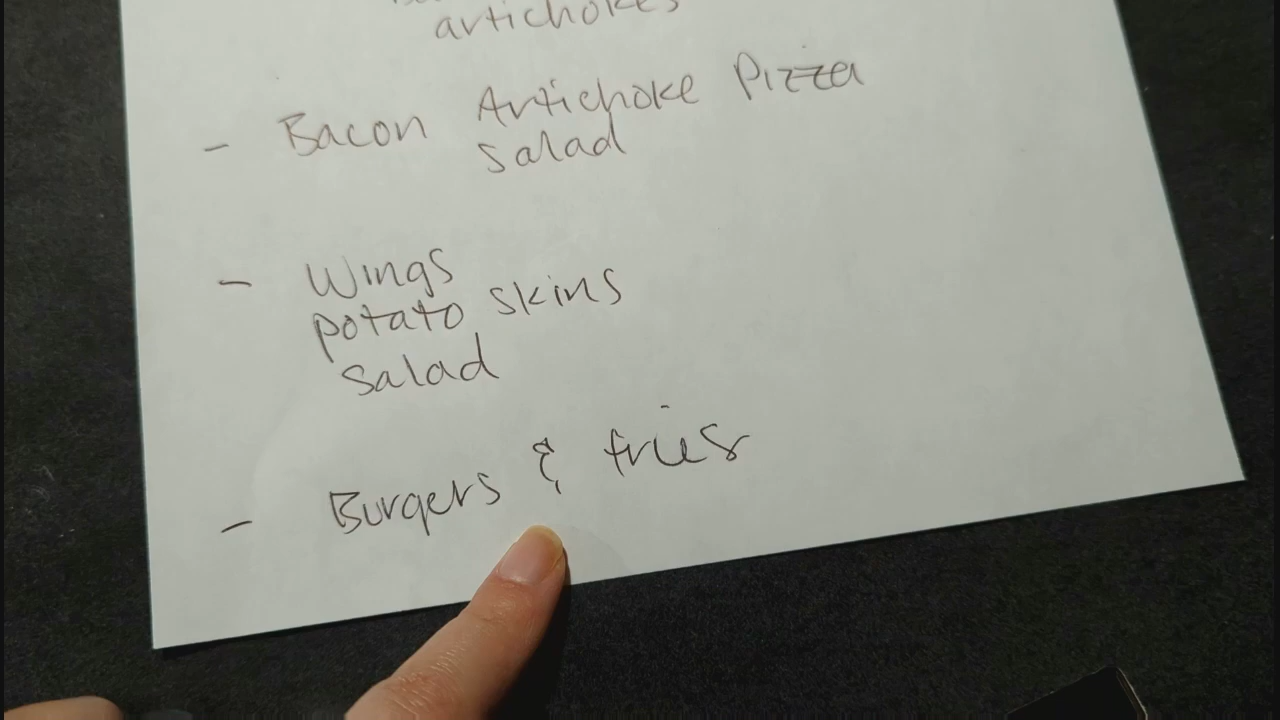 artichokes
- Bacon Artichoke Pizza
salad
- Wings
potato skins
salad
- Burgers & fries